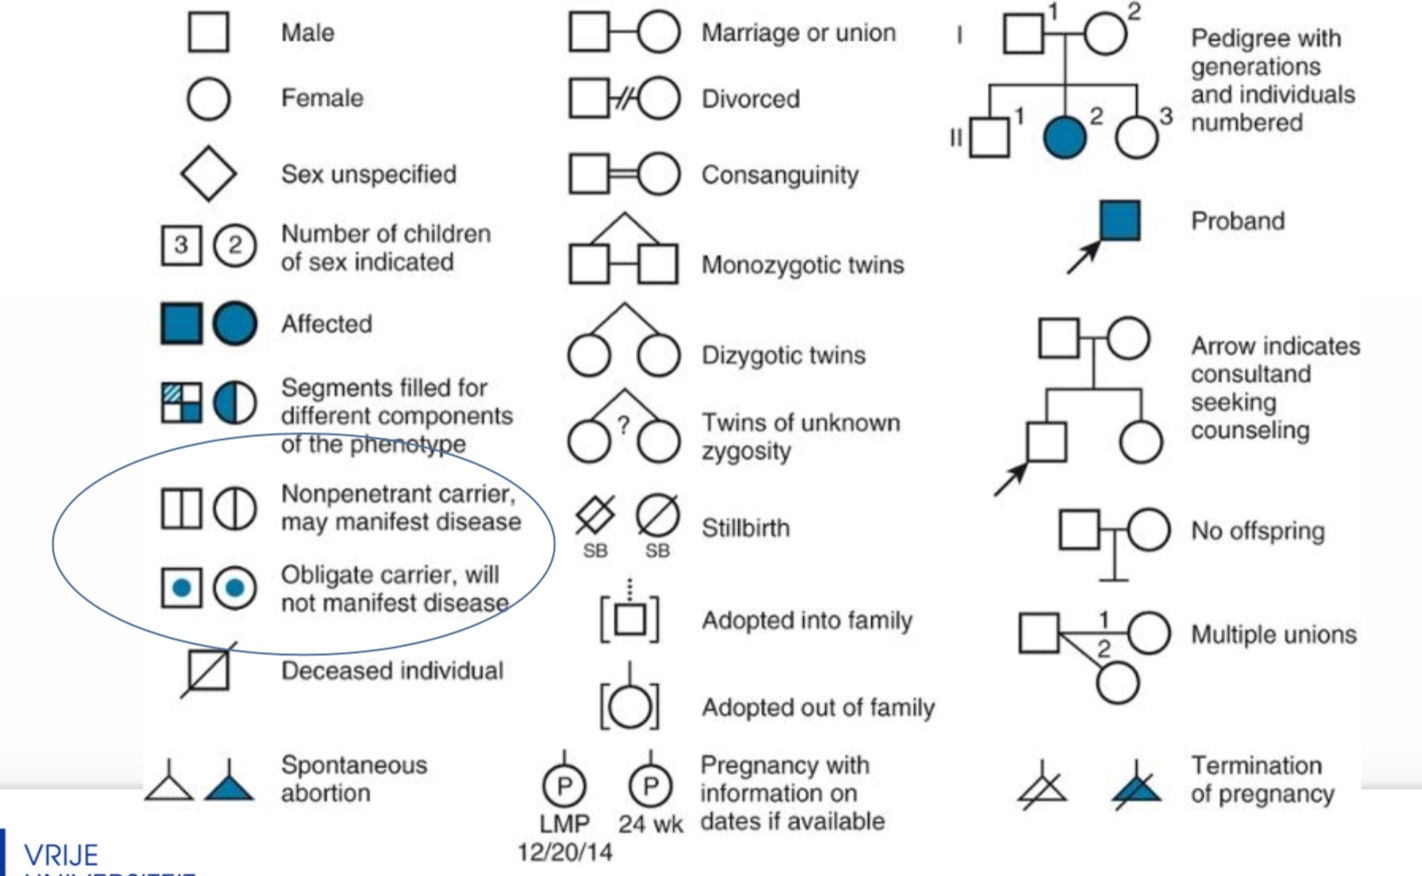 Male
Female
Sex unspecified
3 2
Number of children
of sex indicated
Affected
Segments filled for
different components
of the phenotype
Nonpenetrant carrier,
may manifest disease
Obligate carrier, will
not manifest disease
Deceased individual
Spontaneous
abortion
Marriage or union
Divorced
Consanguinity
Monozygotic twins
Dizygotic twins
?
Twins of unknown
zygosity
SB SB
Stillbirth
Adopted into family
Adopted out of family
P P
LMP 24 wk
12/20/14
Pregnancy with
information on
dates if available
I 1 2
II 1 2 3
Pedigree with
generations
and individuals
numbered
Proband
Arrow indicates
consultand
seeking
counseling
No offspring
1
2
Multiple unions
Termination
of pregnancy
VRIJE
UNIVERSITEIT